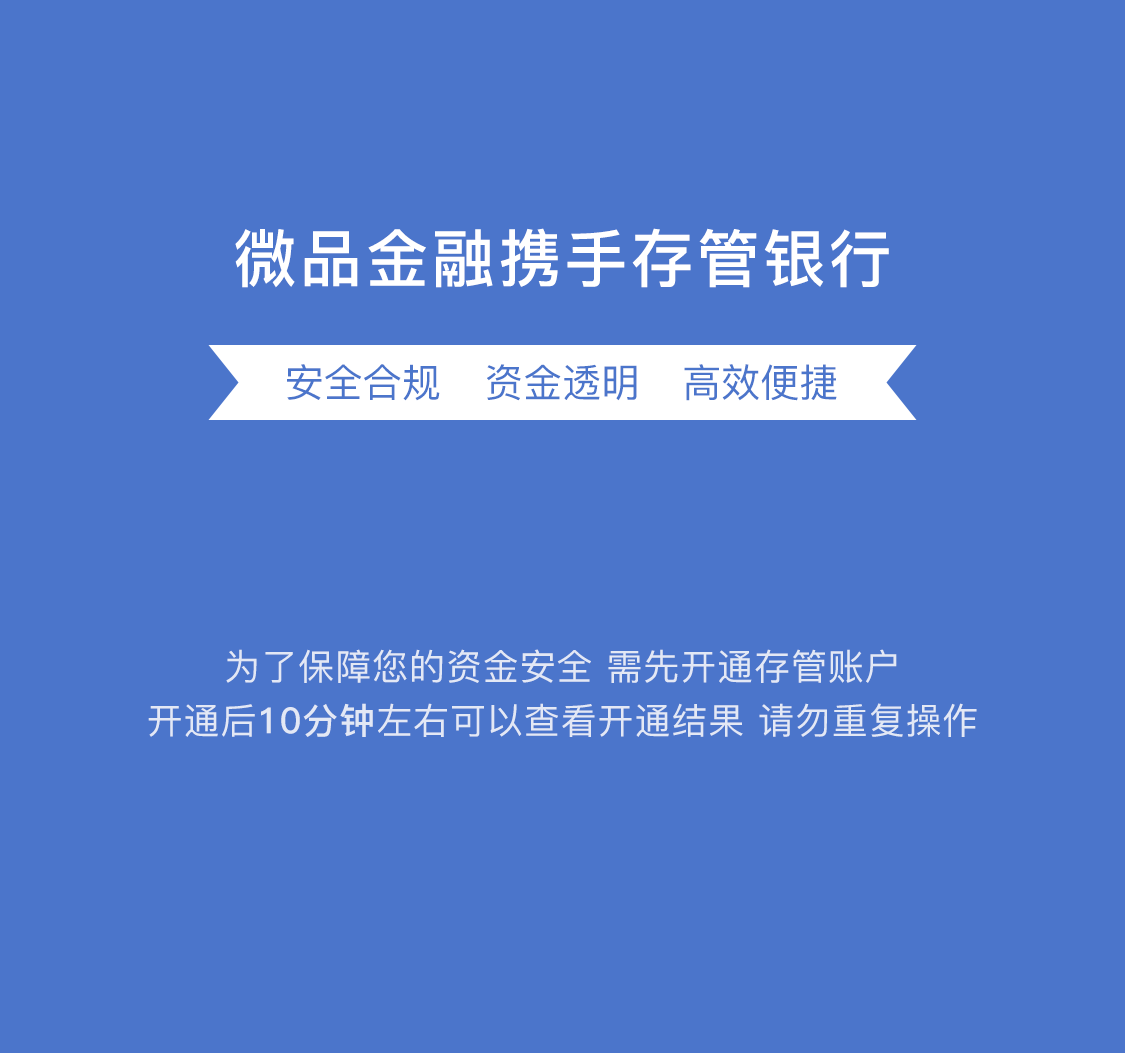 微品金融携手存管银行
安全合规 资金透明 高效便捷
为了保障您的资金安全 需先开通存管账户
开通后10分钟左右可以查看开通结果 请勿重复操作